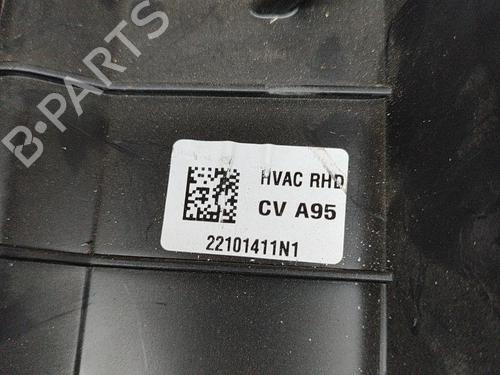 B-PARTS
HVAC RHD
CV A95
22101411N1